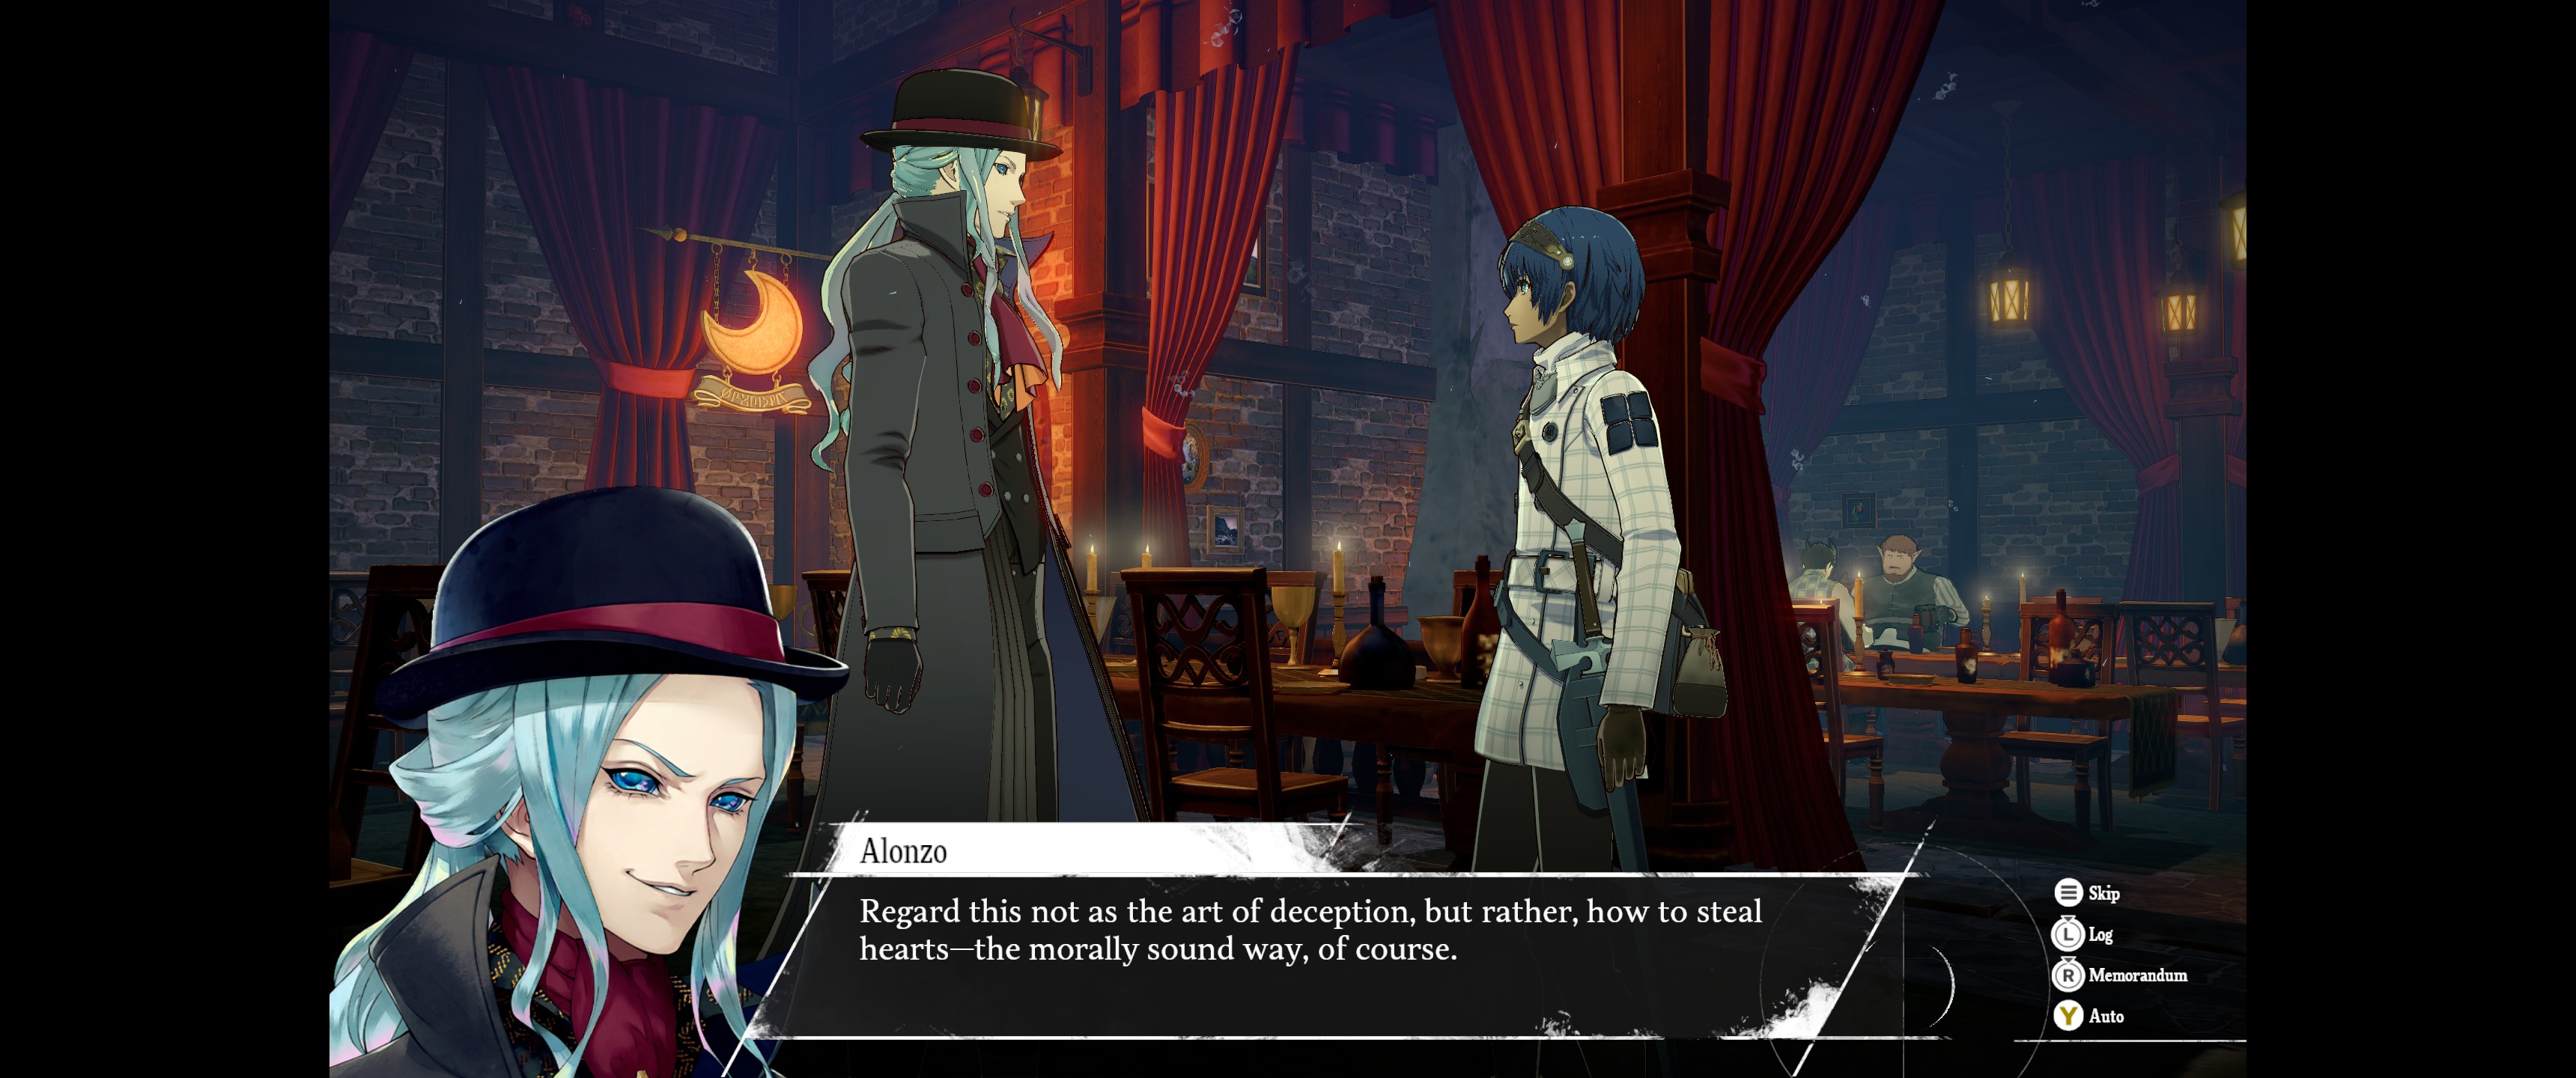 Alonzo
Regard this not as the art of deception, but rather, how to steal
hearts—the morally sound way, of course.
Skip
L Log
R Memorandum
Y Auto